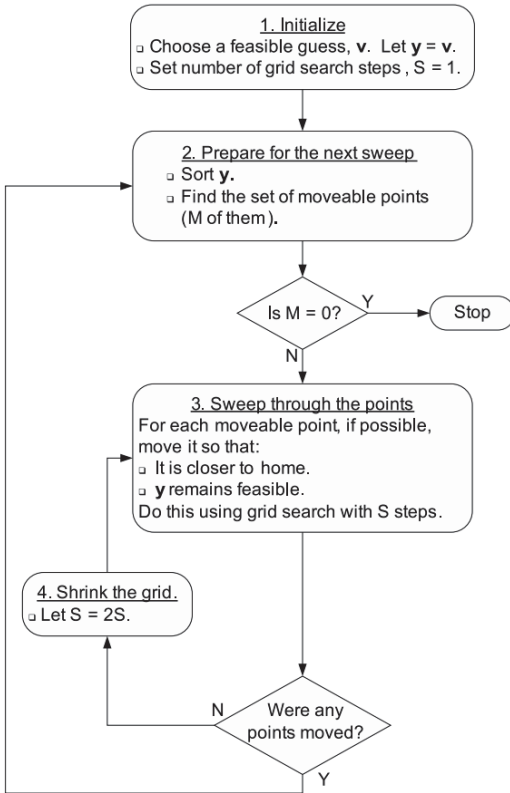 1. Initialize
▫ Choose a feasible guess, v. Let y = v.
▫ Set number of grid search steps , S = 1.
2. Prepare for the next sweep
▫ Sort y.
▫ Find the set of moveable points
(M of them).
Is M = 0?
Y
Stop
N
3. Sweep through the points
For each moveable point, if possible,
move it so that:
▫ It is closer to home.
▫ y remains feasible.
Do this using grid search with S steps.
4. Shrink the grid.
▫ Let S = 2S.
N
Were any
points moved?
Y